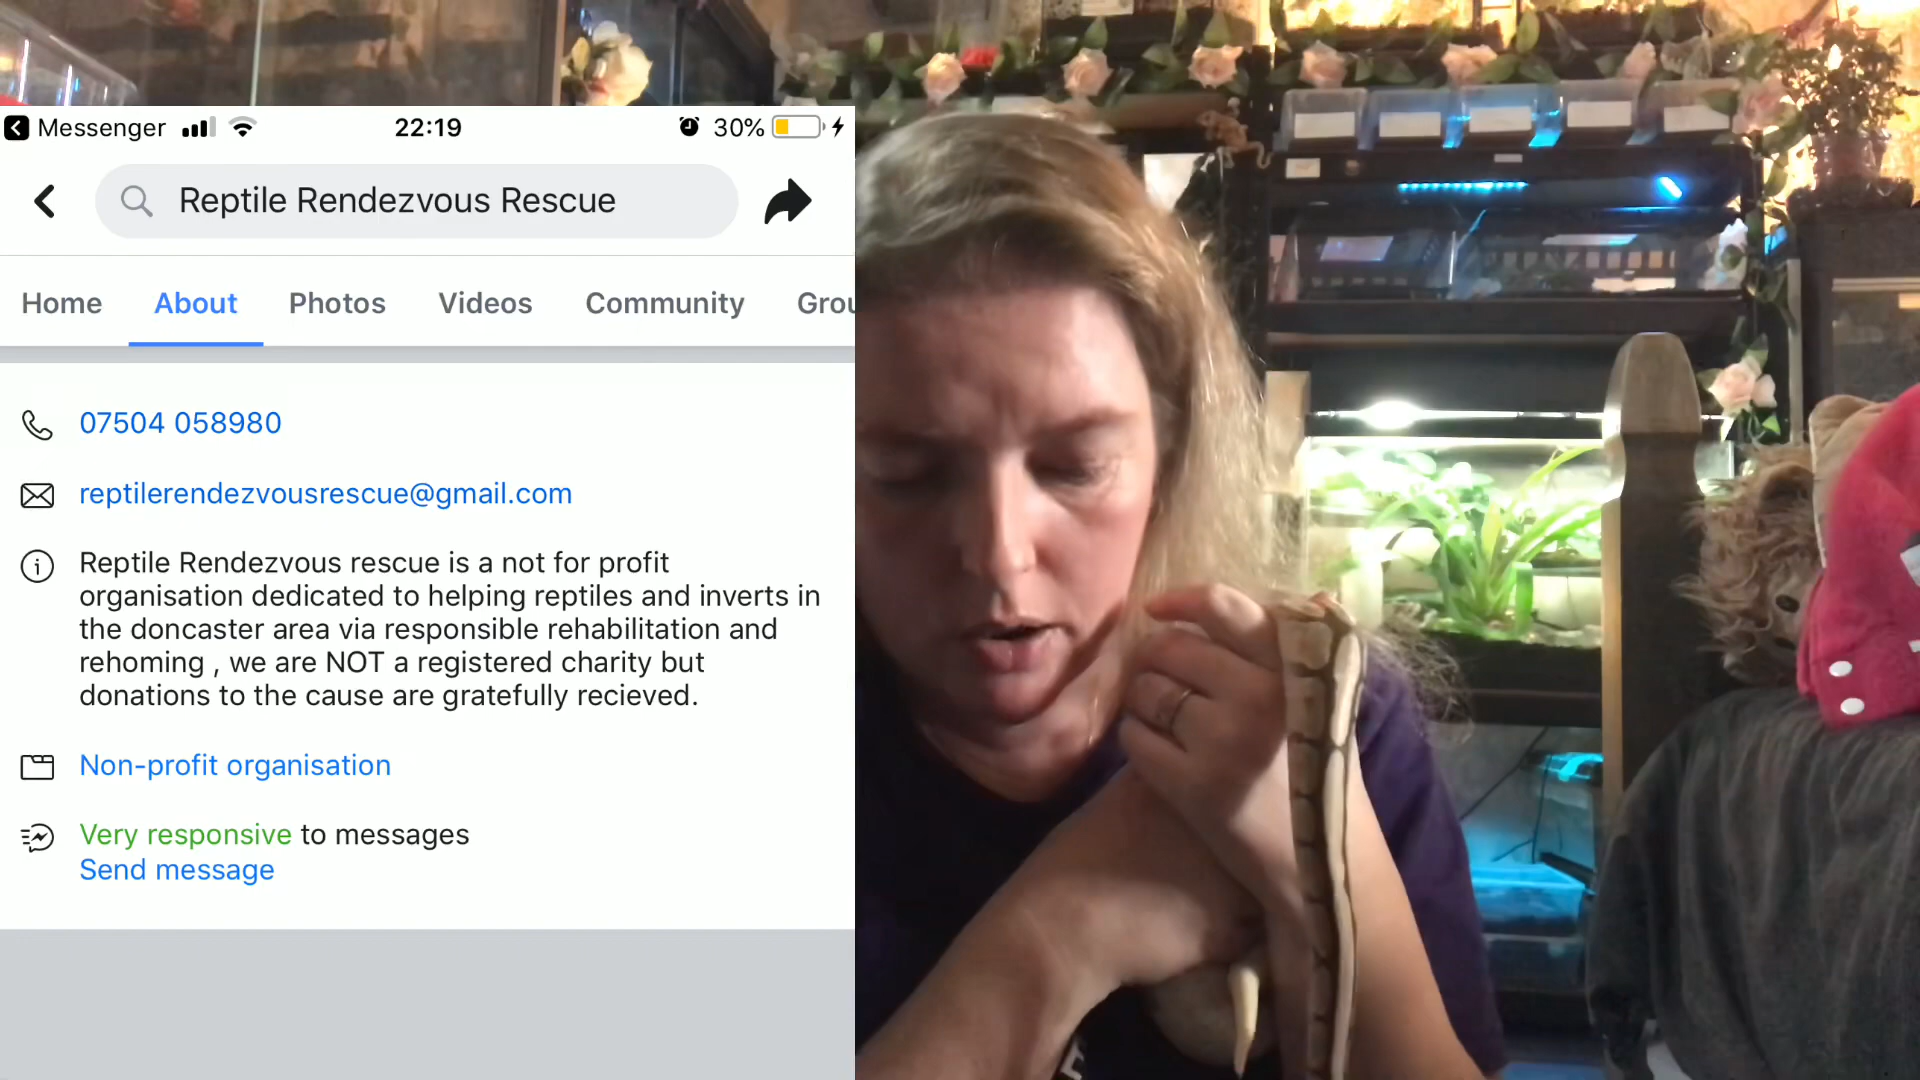 Messenger 22:19 30%
Reptile Rendezvous Rescue
Home About Photos Videos Community Grou
07504 058980
reptilerendezvousrescue@gmail.com
Reptile Rendezvous rescue is a not for profit
organisation dedicated to helping reptiles and inverts in
the doncaster area via responsible rehabilitation and
rehoming , we are NOT a registered charity but
donations to the cause are gratefully recieved.
Non-profit organisation
Very responsive to messages
Send message